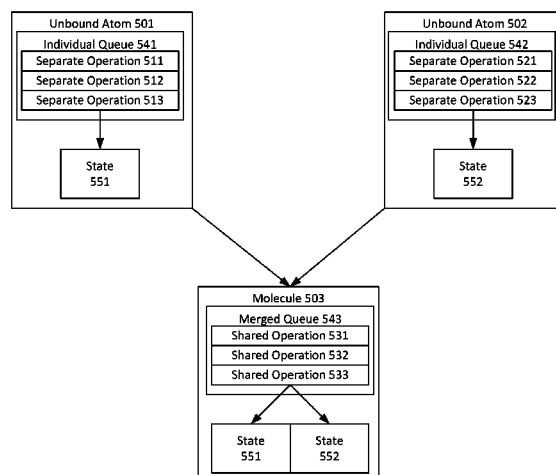 Unbound Atom 501
Individual Queue 541
Separate Operation 511
Separate Operation 512
Separate Operation 513
State
551
Unbound Atom 502
Individual Queue 542
Separate Operation 521
Separate Operation 522
Separate Operation 523
State
552
Molecule 503
Merged Queue 543
Shared Operation 531
Shared Operation 532
Shared Operation 533
State
551
State
552